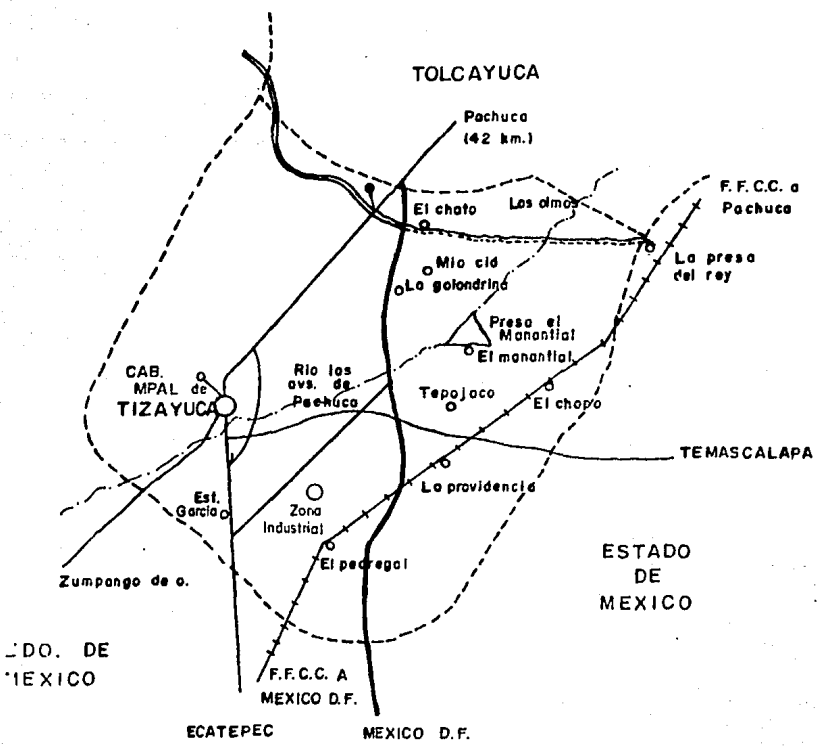 TOLCAYUCA
Pachuca
(42 km.)
F.F.C.C. a
Pachuca
Los olmos
El chato
La presa
del rey
Mio cid
La golondrina
Presa el
Manantial
El manantial
CAB.
MPAL de
TIZAYUCA
Rio las
avs. de
Pachuca
Tepojaco
El chopo
TEMASCALAPA
La providencia
Est.
Garcia
Zona
Industrial
El pedregal
Zumpango de o.
ESTADO
DE
MEXICO
DO. DE
MEXICO
F.F.C.C. A
MEXICO D.F.
ECATEPEC
MEXICO D.F.